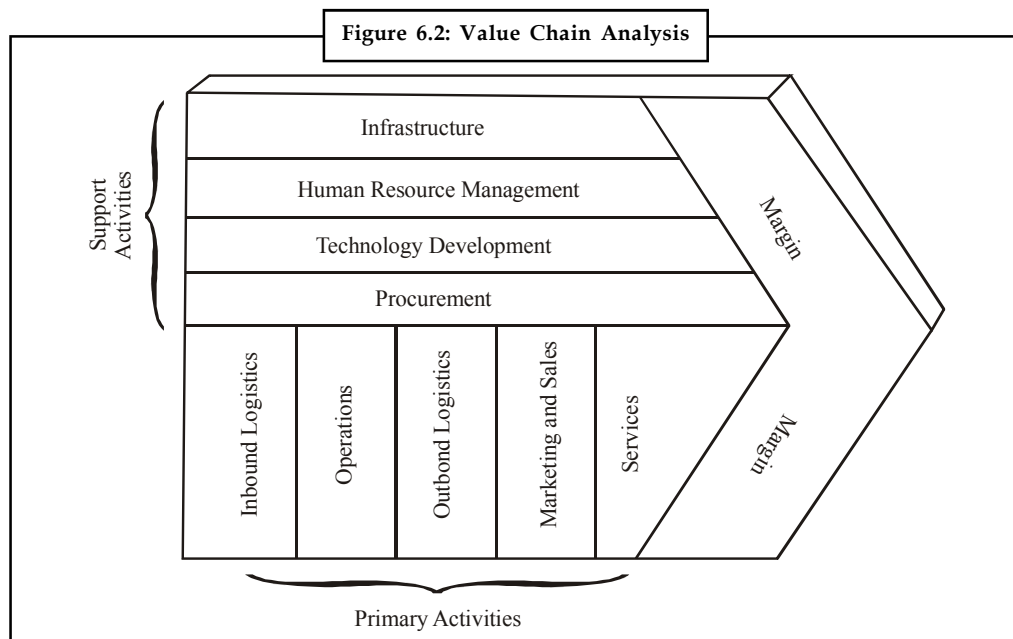 Figure 6.2: Value Chain Analysis
Infrastructure
Human Resource Management
Technology Development
Procurement
Support
Activities
Margin
Inbound Logistics
Operations
Outbond Logistics
Marketing and Sales
Services
Margin
Primary Activities